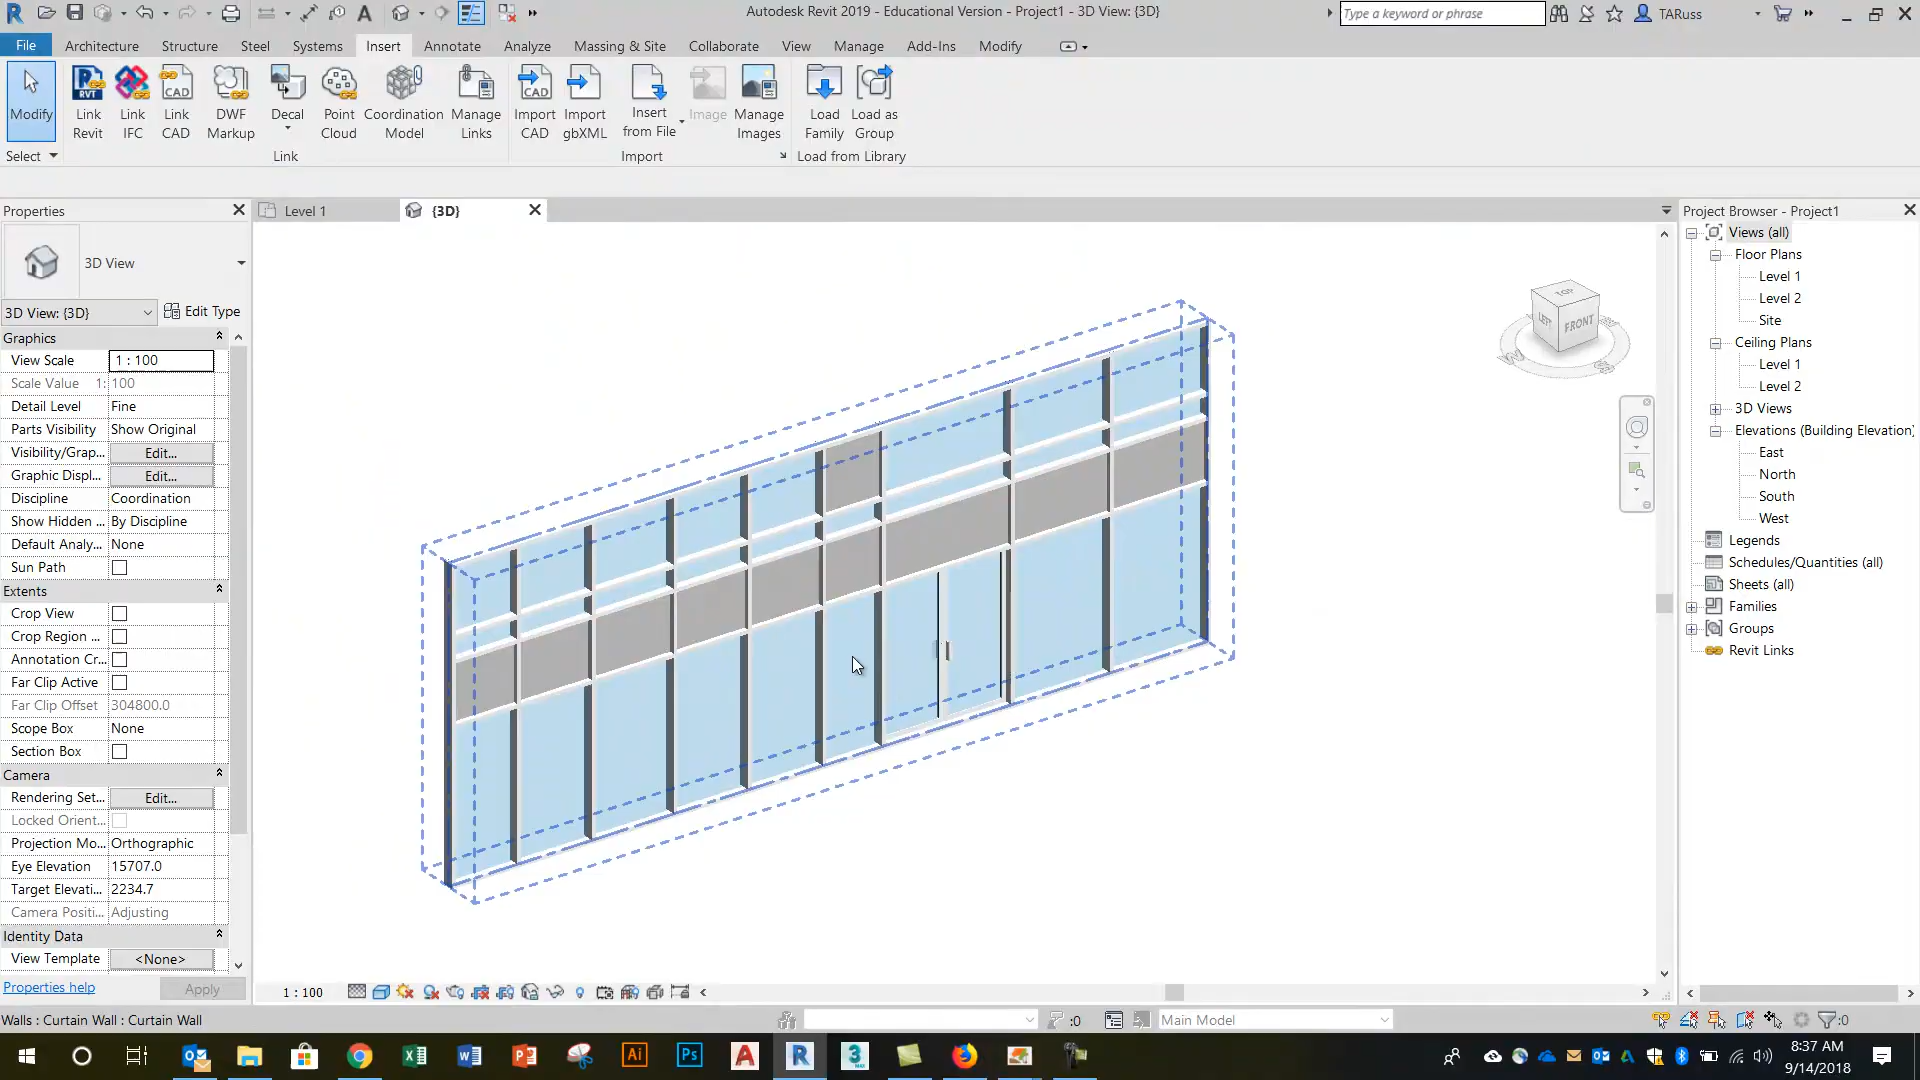 Autodesk Revit 2019 - Educational Version - Project1 - 3D View: {3D}
Type a keyword or phrase
TARuss
File
Architecture
Structure
Steel
Systems
Insert
Annotate
Analyze
Massing & Site
Collaborate
View
Manage
Add-Ins
Modify
Modify
Link Revit
Link IFC
Link CAD
DWF Markup
Decal
Point Cloud
Coordination Model
Manage Links
Import CAD
Import gbXML
Insert from File
Image
Manage Images
Load Family
Load as Group
Select
Link
Import
Load from Library
Properties
Level 1
{3D}
Project Browser - Project1
3D View
3D View: {3D}
Edit Type
Graphics
View Scale 1 : 100
Scale Value 1: 100
Detail Level Fine
Parts Visibility Show Original
Visibility/Grap... Edit...
Graphic Displ... Edit...
Discipline Coordination
Show Hidden ... By Discipline
Default Analy... None
Sun Path
Extents
Crop View
Crop Region ...
Annotation Cr...
Far Clip Active
Far Clip Offset 304800.0
Scope Box None
Section Box
Camera
Rendering Set... Edit...
Locked Orient...
Projection Mo... Orthographic
Eye Elevation 15707.0
Target Elevati... 2234.7
Camera Positi... Adjusting
Identity Data
View Template <None>
Properties help
Apply
TOP
LEFT
FRONT
W
S
Views (all)
Floor Plans
Level 1
Level 2
Site
Ceiling Plans
Level 1
Level 2
3D Views
Elevations (Building Elevation)
East
North
South
West
Legends
Schedules/Quantities (all)
Sheets (all)
Families
Groups
Revit Links
1 : 100
Walls : Curtain Wall : Curtain Wall
:0
Main Model
:0
8:37 AM
9/14/2018